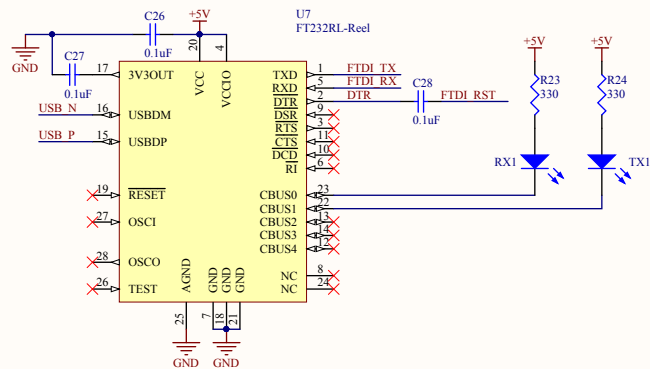 U7
FT232RL-Reel
C26
0.1uF
+5V
GND
C27
0.1uF
17
3V3OUT
20
VCC
4
VCCIO
USB_N
16
USBDM
USB_P
15
USBDP
19
RESET
27
OSCI
28
OSCO
26
TEST
TXD
1
FTDI_TX
RXD
5
FTDI_RX
DTR
2
DTR
C28
0.1uF
FTDI_RST
DSR
9
RTS
3
CTS
11
DCD
10
RI
6
CBUS0
23
CBUS1
22
CBUS2
13
CBUS3
14
CBUS4
12
NC
8
NC
24
AGND
25
GND
7
GND
18
GND
21
GND
GND
+5V
R23
330
RX1
+5V
R24
330
TX1